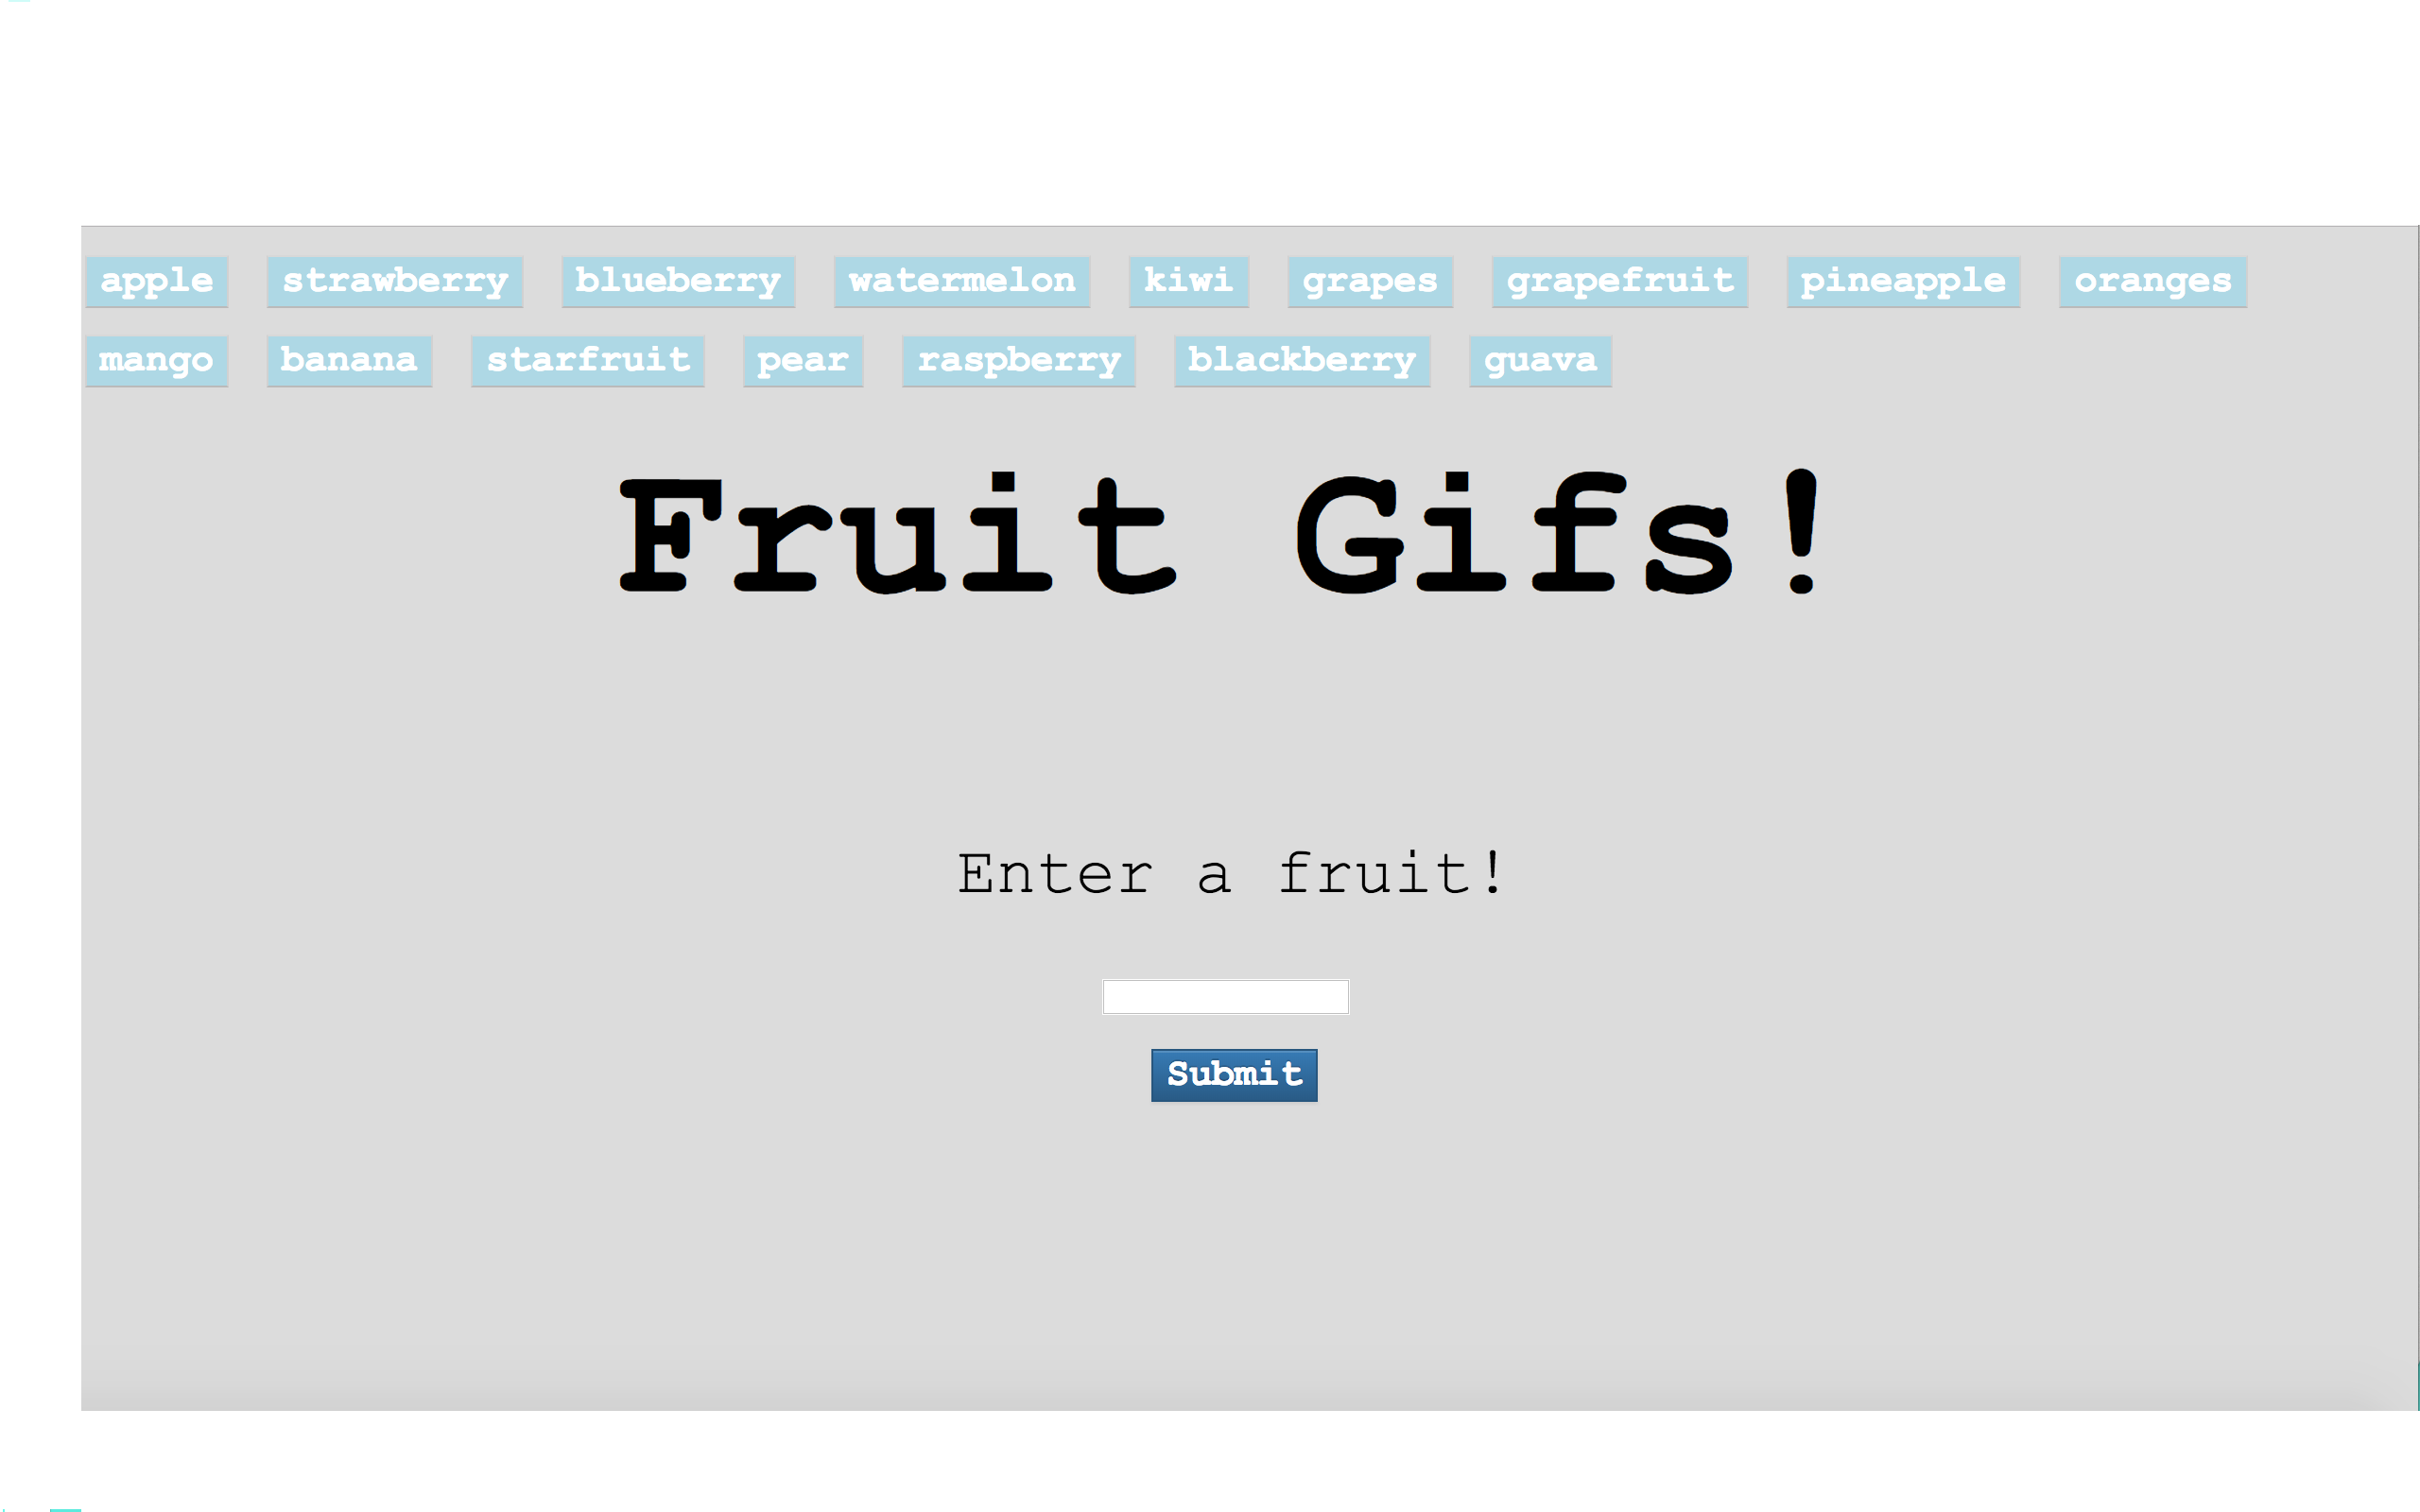 apple strawberry blueberry watermelon kiwi grapes grapefruit pineapple oranges
mango banana starfruit pear raspberry blackberry guava
Fruit Gifs!
Enter a fruit!
Submit